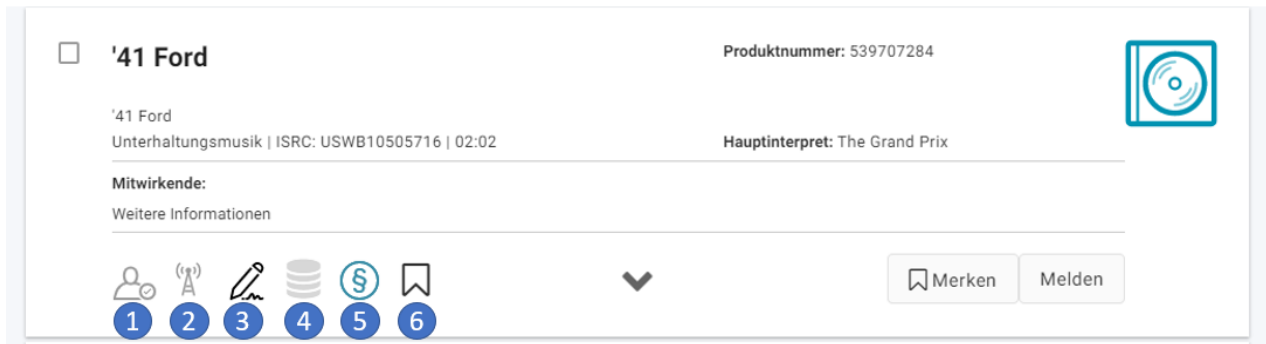 '41 Ford
Produktnummer: 539707284
'41 Ford
Unterhaltungsmusik | ISRC: USWB10505716 | 02:02
Hauptinterpret: The Grand Prix
Mitwirkende:
Weitere Informationen
§
Merken
Melden
1 2 3 4 5 6